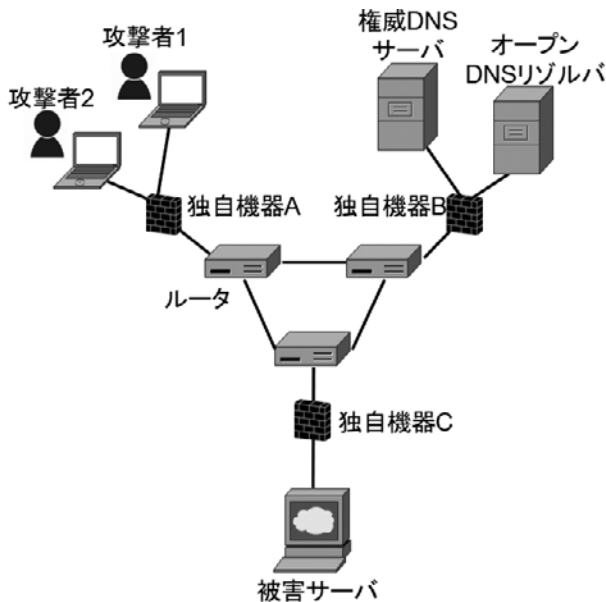 攻撃者1
攻撃者2
権威DNS
サーバ
オープン
DNSリゾルバ
独自機器A
独自機器B
ルータ
独自機器C
被害サーバ